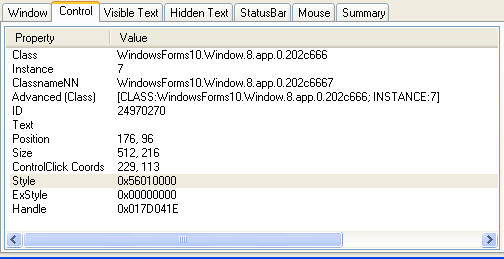 Window Control Visible Text Hidden Text StatusBar Mouse Summary
Property Value
Class WindowsForms10.Window.8.app.0.202c666
Instance 7
ClassnameNN WindowsForms10.Window.8.app.0.202c6667
Advanced (Class) [CLASS:WindowsForms10.Window.8.app.0.202c666; INSTANCE:7]
ID 24970270
Text
Position 176, 96
Size 512, 216
ControlClick Coords 229, 113
Style 0x56010000
ExStyle 0x00000000
Handle 0x017D041E